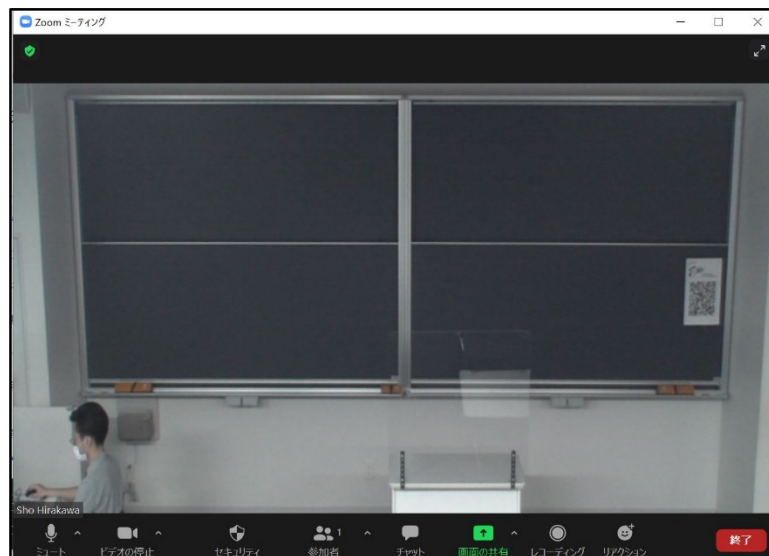 Zoom ミーティング
Sho Hirakawa
1
ミュート
ビデオの停止
セキュリティ
参加者
チャット
画面の共有
レコーディング
リアクション
終了